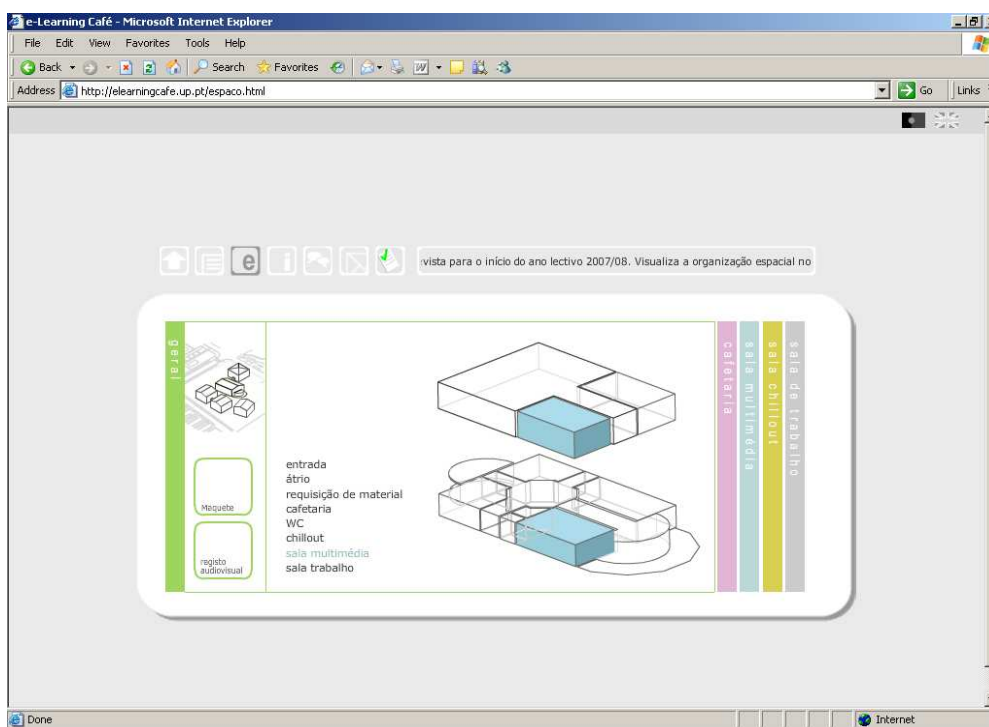 e-Learning Café - Microsoft Internet Explorer
File Edit View Favorites Tools Help
Back Search Favorites W
Address http://elearningcafe.up.pt/espaco.html Go Links
e i vista para o início do ano lectivo 2007/08. Visualiza a organização espacial no
geral
Maquete
registo
audiovisual
entrada
átrio
requisição de material
cafetaria
WC
chillout
sala multimédia
sala trabalho
cafetaria
sala multimédia
sala chillout
sala de trabalho
Done Internet